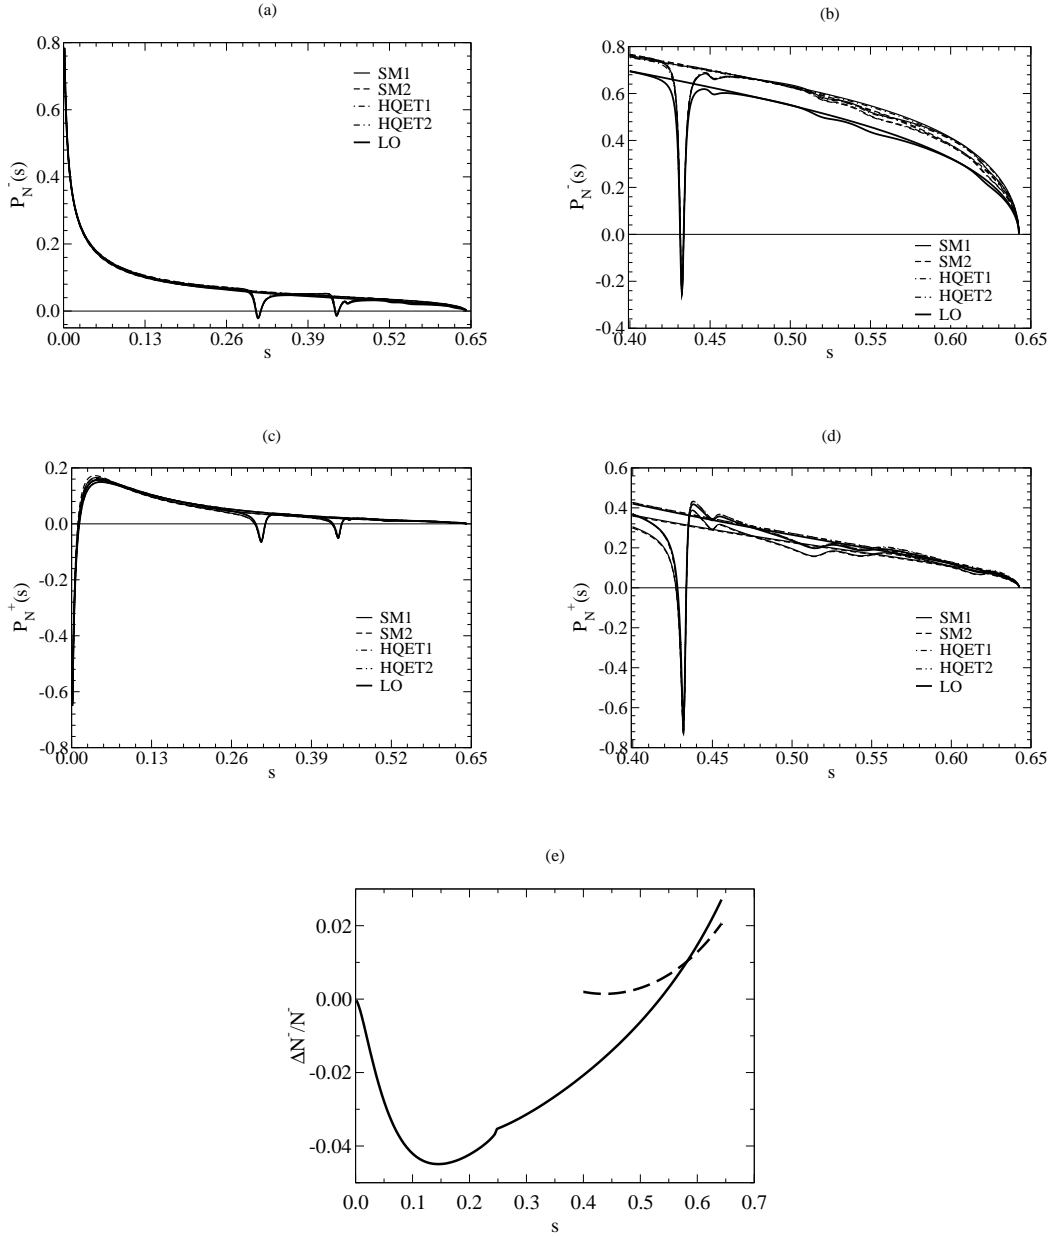 (a)
0.8
0.6
0.4
0.2
0.0
P_N^-(s)
SM1
SM2
HQET1
HQET2
LO
0.00 0.13 0.26 0.39 0.52 0.65
s
(b)
0.8
0.6
0.4
0.2
0.0
-0.2
-0.4
P_N^-(s)
SM1
SM2
HQET1
HQET2
LO
0.40 0.45 0.50 0.55 0.60 0.65
s
(c)
0.2
0.0
-0.2
-0.4
-0.6
-0.8
P_N^+(s)
SM1
SM2
HQET1
HQET2
LO
0.00 0.13 0.26 0.39 0.52 0.65
s
(d)
0.6
0.4
0.2
0.0
-0.2
-0.4
-0.6
-0.8
P_N^+(s)
SM1
SM2
HQET1
HQET2
LO
0.40 0.45 0.50 0.55 0.60 0.65
s
(e)
0.02
0.00
-0.02
-0.04
ΔN^-/N^-
0.0 0.1 0.2 0.3 0.4 0.5 0.6 0.7
s